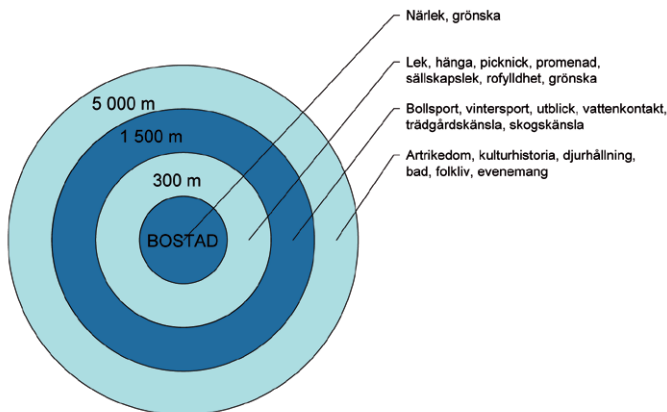 Närlek, grönska
Lek, hänga, picknick, promenad,
sällskapslek, rofylldhet, grönska
Bollsport, vintersport, utblick, vattenkontakt,
trädgårdskänsla, skogskänsla
Artrikedom, kulturhistoria, djurhållning,
bad, folkliv, evenemang
5 000 m
1 500 m
300 m
BOSTAD